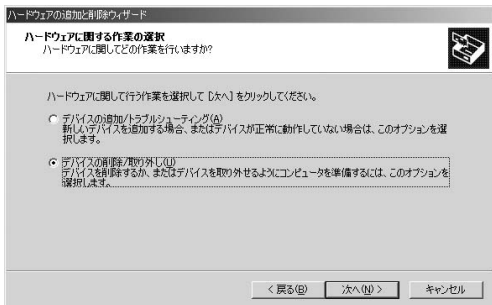 ハードウェアの追加と削除ウィザード
ハードウェアに関する作業の選択
ハードウェアに関してどの作業を行いますか?
ハードウェアに関して行う作業を選択して [次へ] をクリックしてください。
デバイスの追加/トラブルシューティング(A)
新しいデバイスを追加する場合、またはデバイスが正常に動作していない場合は、このオプションを選
択します。
デバイスの削除/取り外し(U)
デバイスを削除するか、またはデバイスを取り外せるようにコンピュータを準備するには、このオプションを
選択します。
< 戻る(B) 次へ(N) > キャンセル